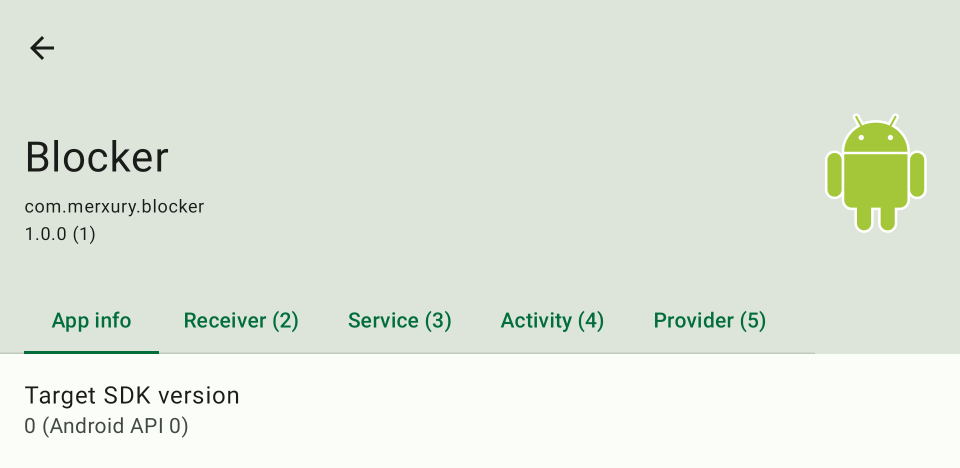 Blocker
com.merxury.blocker
1.0.0 (1)
App info Receiver (2) Service (3) Activity (4) Provider (5)
Target SDK version
0 (Android API 0)